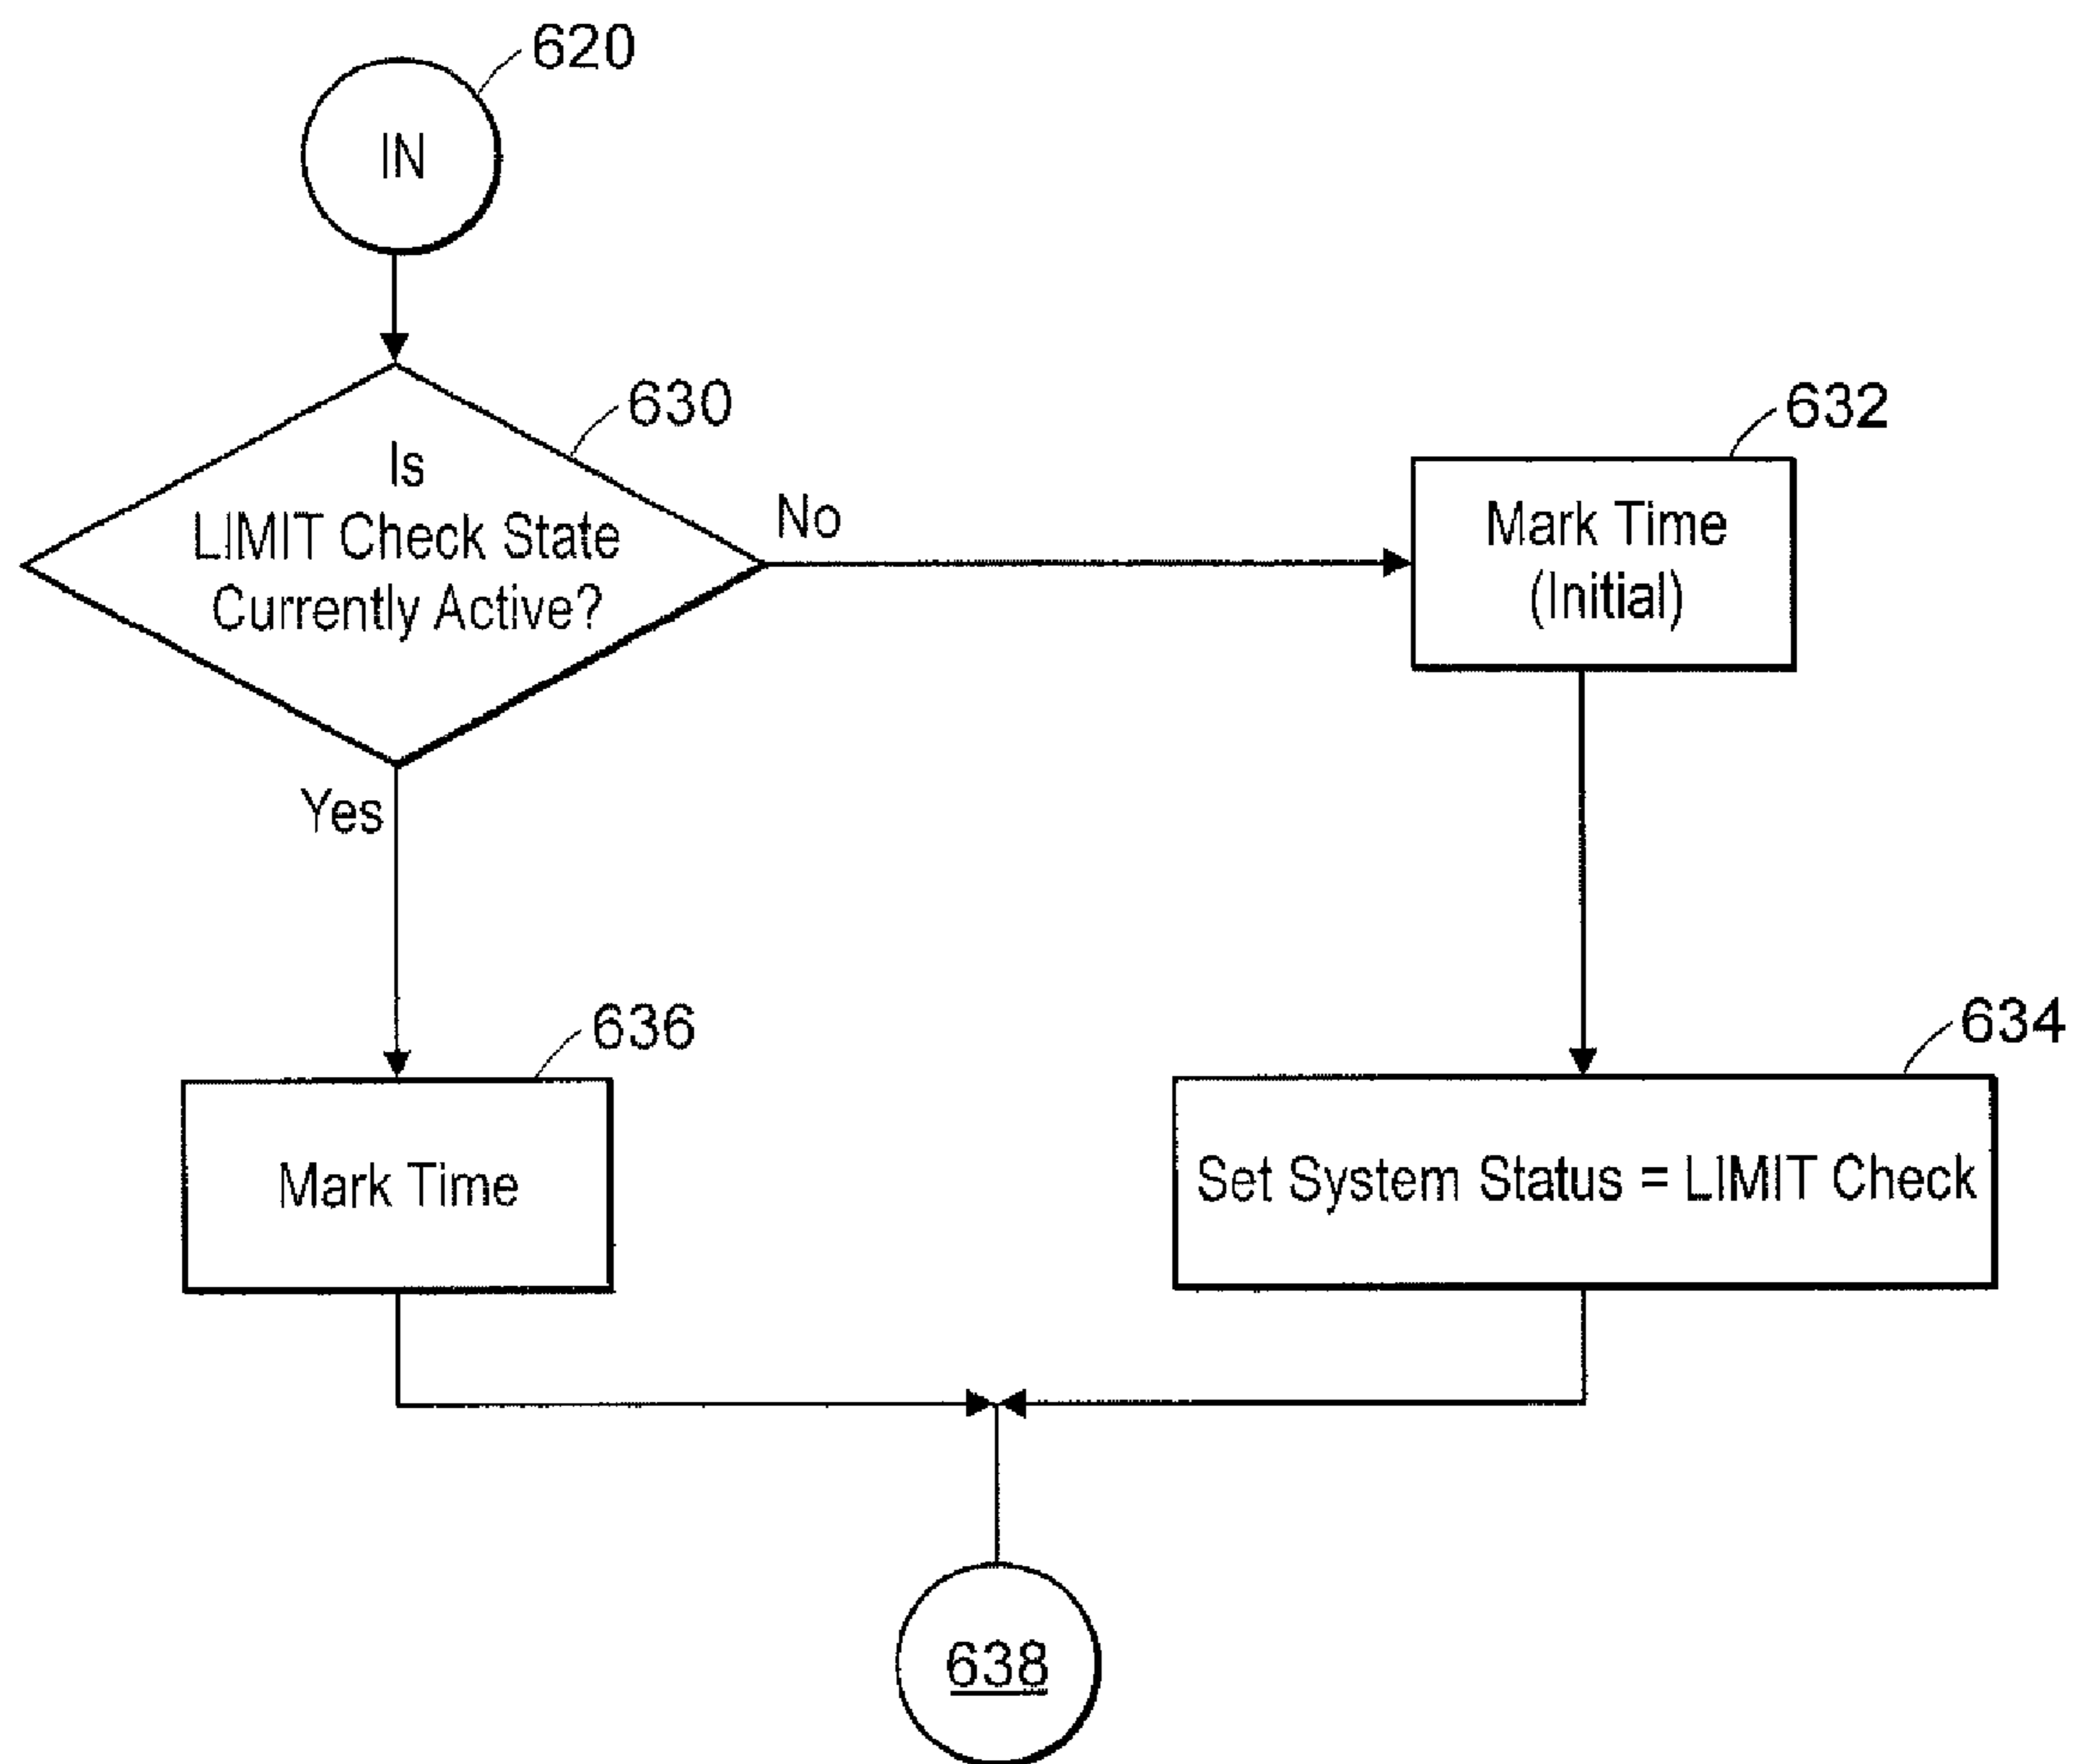 620
IN
630
Is
LIMIT Check State
Currently Active?
No
632
Mark Time
(Initial)
Yes
636
Mark Time
634
Set System Status = LIMIT Check
638